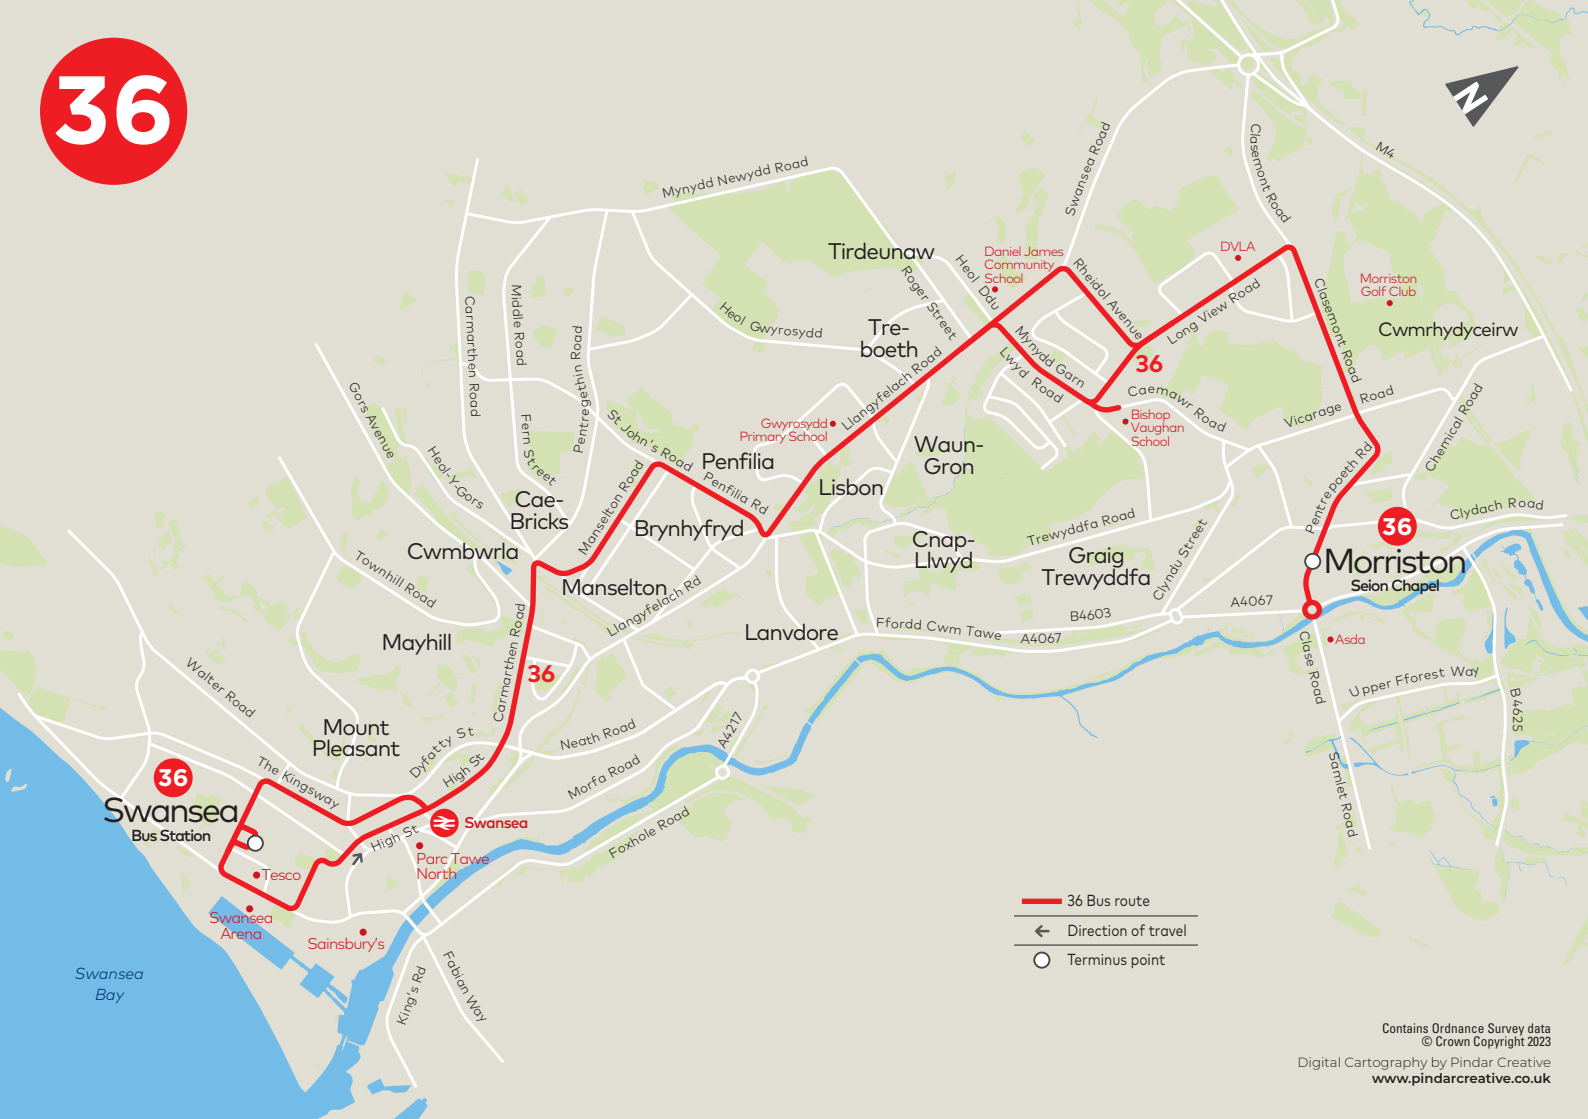 36
N
M4
Mynydd Newydd Road
Swansea Road
Clasemont Road
Tirdeunaw
Daniel James
Community
School
Heol Ddu
Roger Street
Rheidol Avenue
DVLA
Long View Road
Clasemont Road
Morriston
Golf Club
Cwmrhydyceirw
Carmarthen Road
Middle Road
Pentregethin Road
Heol Gwyrosydd
Tre-
boeth
Mynydd Garn
Lwyd Road
36
Caemawr Road
Vicarage Road
Chemical Road
Gors Avenue
Heol-Y-Gors
Fern Street
St John's Road
Penfilia
Penfilia Rd
Gwyrosydd
Primary School
Llangyfelach Road
Bishop
Vaughan
School
Waun-
Gron
Lisbon
Cae-
Bricks
Manselton Road
Brynhyfryd
Pentrepoeth Rd
36
Clydach Road
Cwmbwrla
Townhill Road
Manselton
Llangyfelach Rd
Cnap-
Llwyd
Trewyddfa Road
Graig
Trewyddfa
Clyndu Street
Morriston
Seion Chapel
Mayhill
Carmarthen Road
Lanvdore
Ffordd Cwm Tawe
A4067
B4603
A4067
Asda
Clase Road
Upper Fforest Way
B4625
Walter Road
36
Mount
Pleasant
Dyfatty St
High St
Neath Road
A4217
Morfa Road
Samlet Road
The Kingsway
36
Swansea
Bus Station
High St
Swansea
Parc Tawe
North
Foxhole Road
Tesco
Swansea
Arena
Sainsbury's
King's Rd
Fabian Way
Swansea
Bay
36 Bus route
Direction of travel
Terminus point
Contains Ordnance Survey data
© Crown Copyright 2023
Digital Cartography by Pindar Creative
www.pindarcreative.co.uk